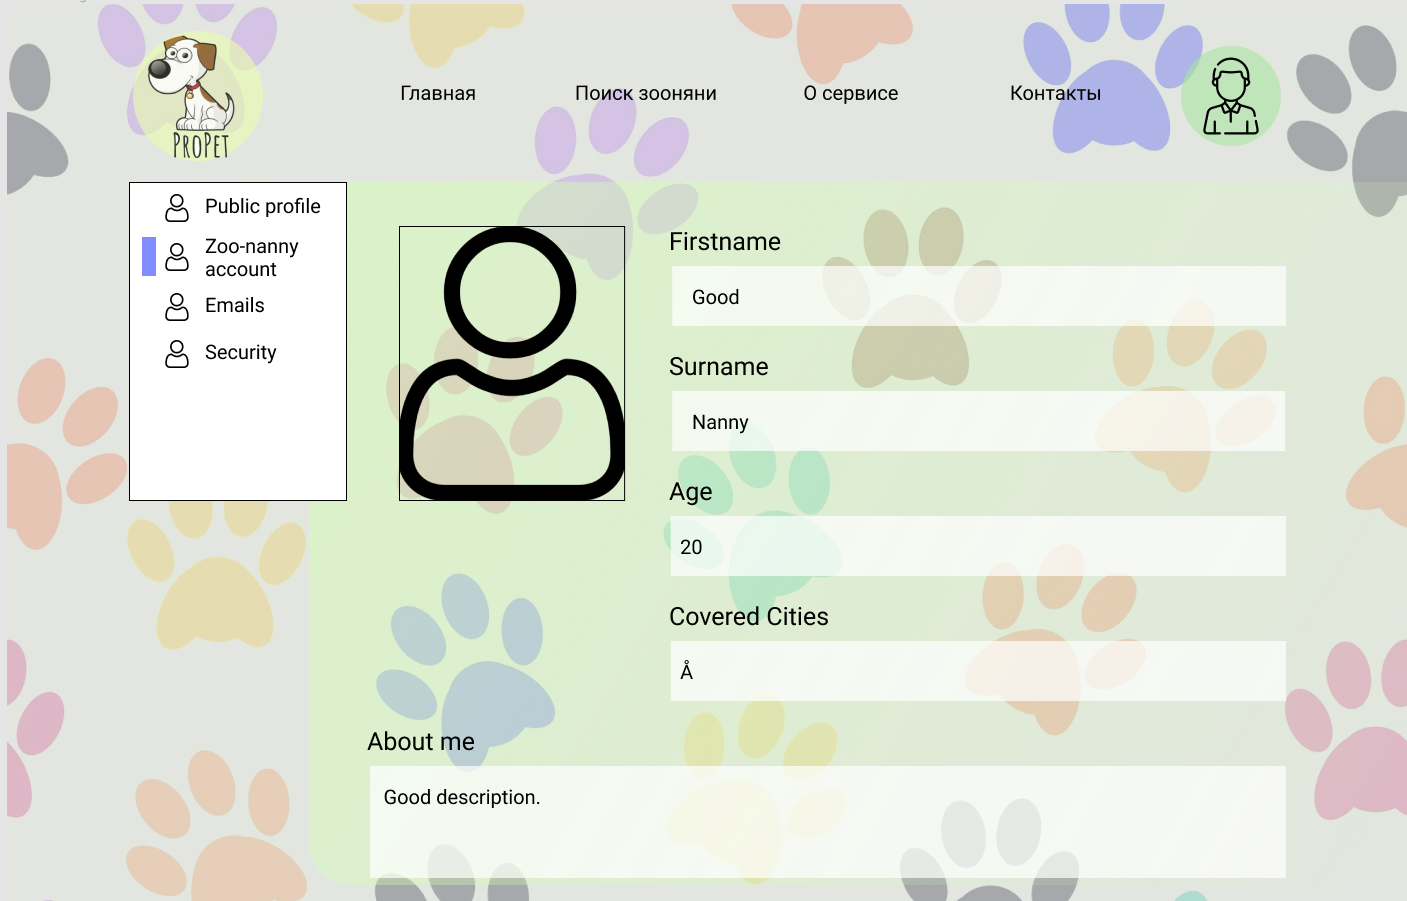 Главная
Поиск зооняни
О сервисе
Контакты
PROPET
Public profile
Zoo-nanny
account
Emails
Security
Firstname
Good
Surname
Nanny
Age
20
Covered Cities
Å
About me
Good description.